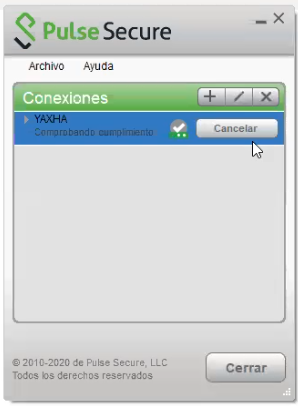 Pulse Secure
Archivo Ayuda
Conexiones
YAXHA
Comprobando cumplimiento
Cancelar
© 2010-2020 de Pulse Secure, LLC
Todos los derechos reservados
Cerrar